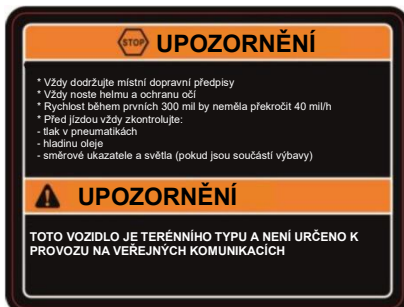 STOP UPOZORNĚNÍ
* Vždy dodržujte místní dopravní předpisy
* Vždy noste helmu a ochranu očí
* Rychlost během prvních 300 mil by neměla překročit 40 mil/h
* Před jízdou vždy zkontrolujte:
- tlak v pneumatikách
- hladinu oleje
- směrové ukazatele a světla (pokud jsou součástí výbavy)
UPOZORNĚNÍ
TOTO VOZIDLO JE TERÉNNÍHO TYPU A NENÍ URČENO K
PROVOZU NA VEŘEJNÝCH KOMUNIKACÍCH